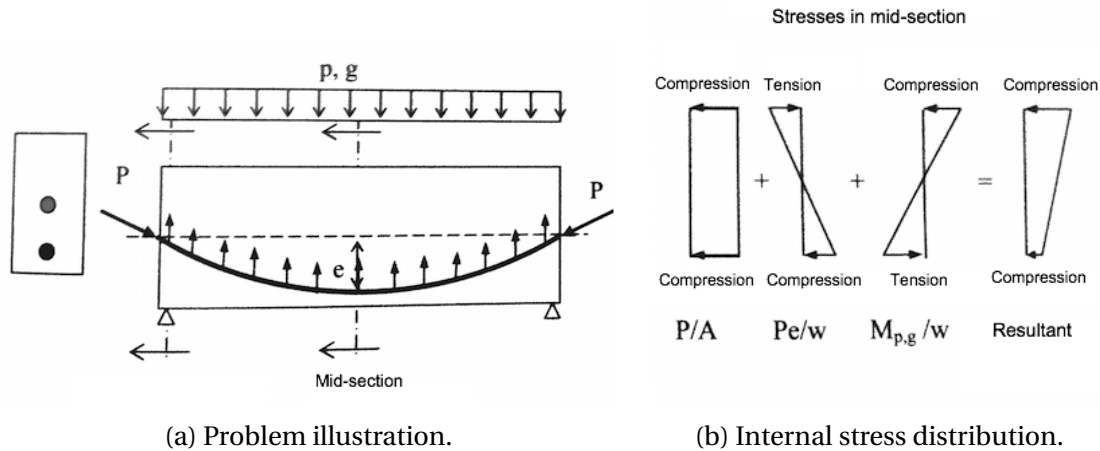 p, g
P
P
e
Mid-section
(a) Problem illustration.
Stresses in mid-section
Compression Tension Compression Compression
+ + =
Compression Compression Tension Compression
P/A Pe/w M_{p,g} /w Resultant
(b) Internal stress distribution.